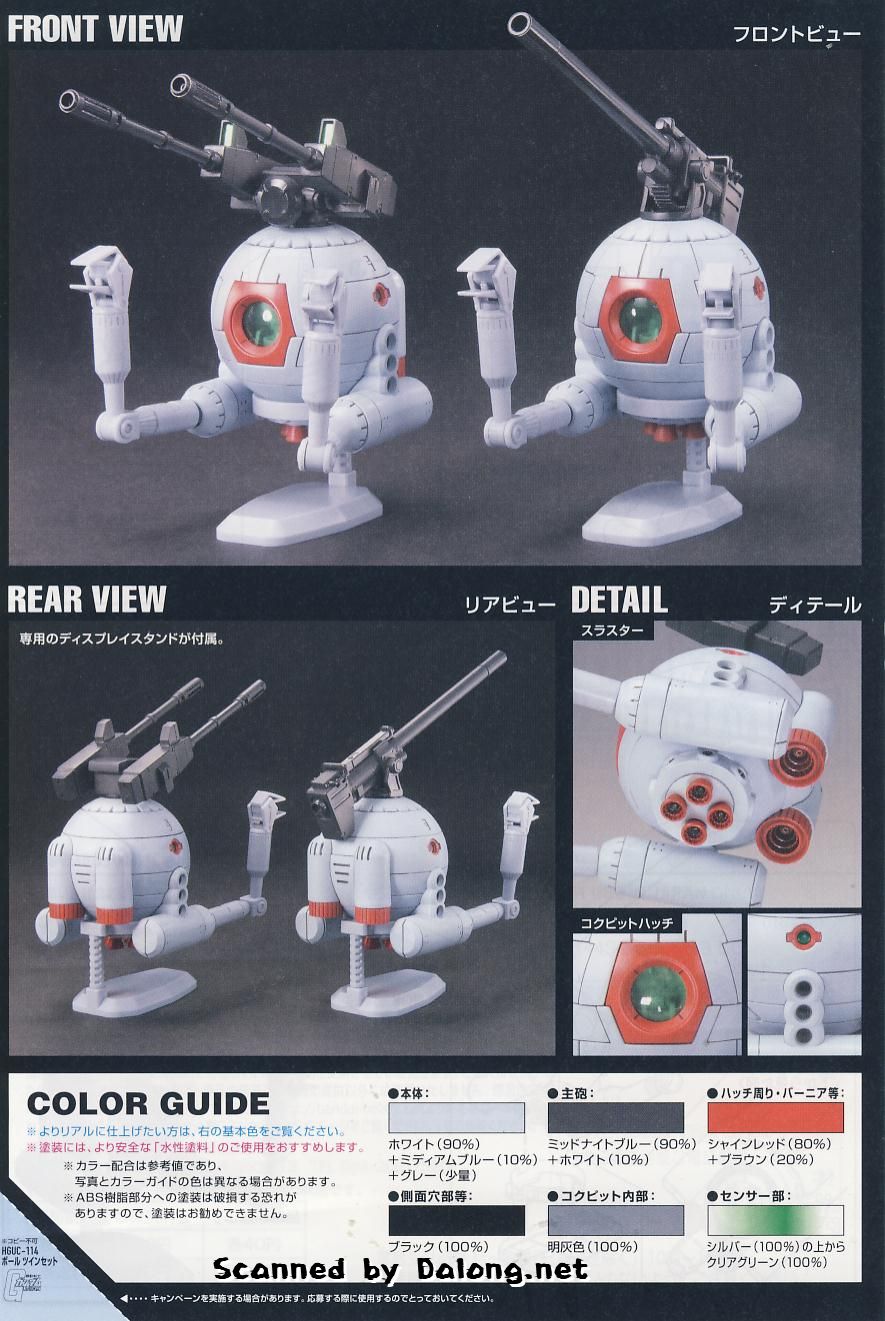 FRONT VIEW
フロントビュー
REAR VIEW
リアビュー
DETAIL
ディテール
専用のディスプレイスタンドが付属。
スラスター
コクピットハッチ
COLOR GUIDE
※よりリアルに仕上げたい方は、右の基本色をご覧ください。
※塗装には、より安全な「水性塗料」のご使用をおすすめします。
※カラー配合は参考値であり、
写真とカラーガイドの色は異なる場合があります。
※ABS樹脂部分への塗装は破損する恐れが
ありますので、塗装はお勧めできません。
●本体：
ホワイト（90%）
＋ミディアムブルー（10%）
＋グレー（少量）
●主砲：
ミッドナイトブルー（90%）
＋ホワイト（10%）
●ハッチ周り・バーニア等：
シャインレッド（80%）
＋ブラウン（20%）
●側面穴部等：
ブラック（100%）
●コクピット内部：
明灰色（100%）
●センサー部：
シルバー（100%）の上から
クリアグリーン（100%）
※コピー不可
HGUC-114
ボール ツインセット
Scanned by Dalong.net
◀‥‥キャンペーンを実施する場合があります。応募する際に使用するのでとっておいてください。